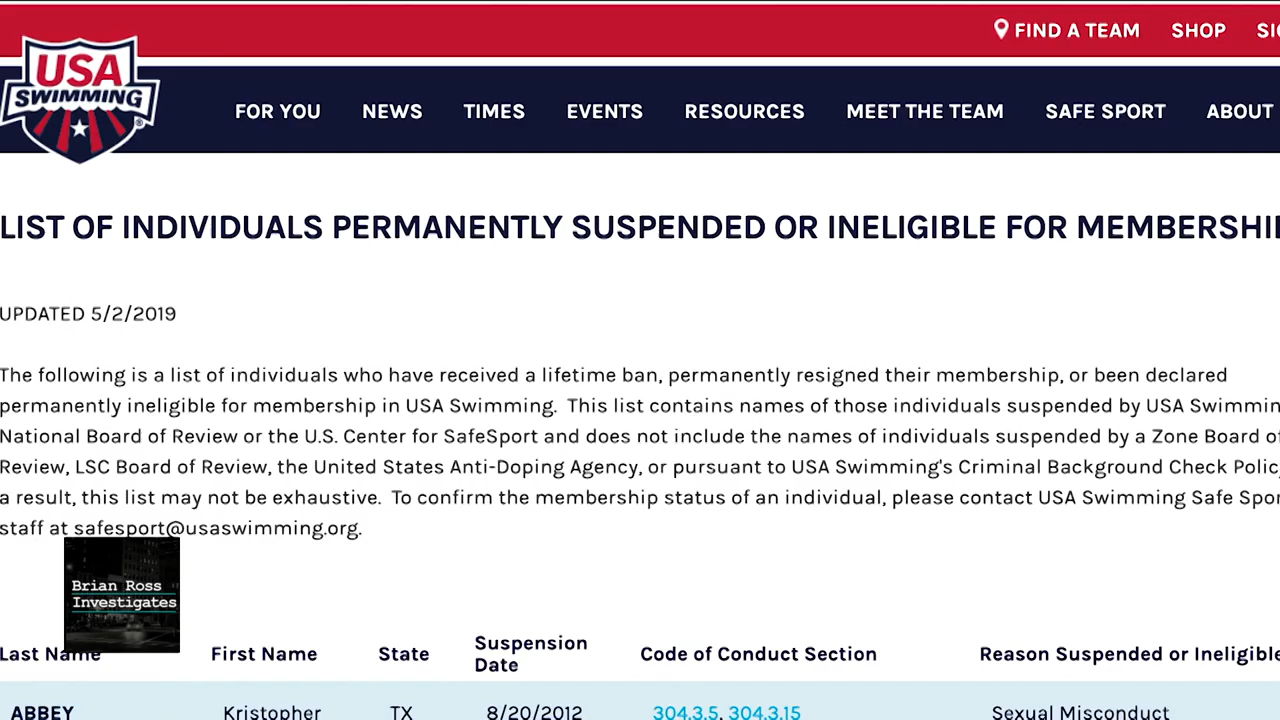 FIND A TEAM SHOP
USA
SWIMMING
®
FOR YOU NEWS TIMES EVENTS RESOURCES MEET THE TEAM SAFE SPORT ABOUT
LIST OF INDIVIDUALS PERMANENTLY SUSPENDED OR INELIGIBLE FOR MEMBERSHI
UPDATED 5/2/2019
The following is a list of individuals who have received a lifetime ban, permanently resigned their membership, or been declared
permanently ineligible for membership in USA Swimming. This list contains names of those individuals suspended by USA Swimmin
National Board of Review or the U.S. Center for SafeSport and does not include the names of individuals suspended by a Zone Board of
Review, LSC Board of Review, the United States Anti-Doping Agency, or pursuant to USA Swimming's Criminal Background Check Polic
a result, this list may not be exhaustive. To confirm the membership status of an individual, please contact USA Swimming Safe Spor
staff at safesport@usaswimming.org.
Brian Ross
Investigates
Last Name First Name State Suspension Date Code of Conduct Section Reason Suspended or Ineligible
ABBEY Kristopher TX 8/20/2012 304.3.5, 304.3.15 Sexual Misconduct